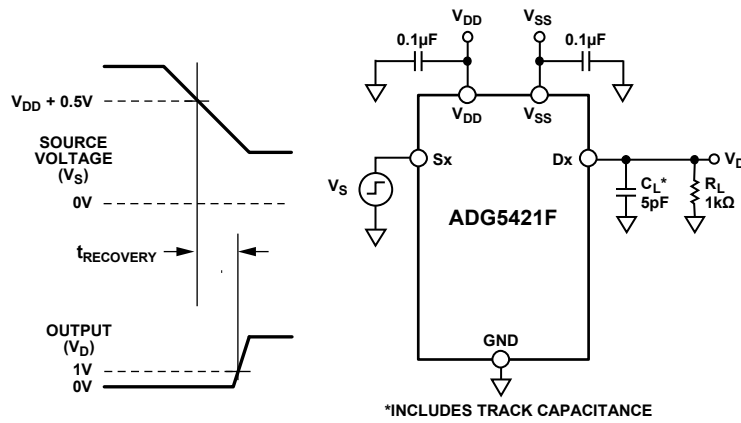 V_DD + 0.5V
SOURCE
VOLTAGE
(V_S)
0V
t_RECOVERY
OUTPUT
(V_D)
1V
0V
V_DD
V_SS
0.1µF
0.1µF
V_DD
V_SS
Sx
Dx
V_S
V_D
C_L*
5pF
R_L
1kΩ
ADG5421F
GND
*INCLUDES TRACK CAPACITANCE